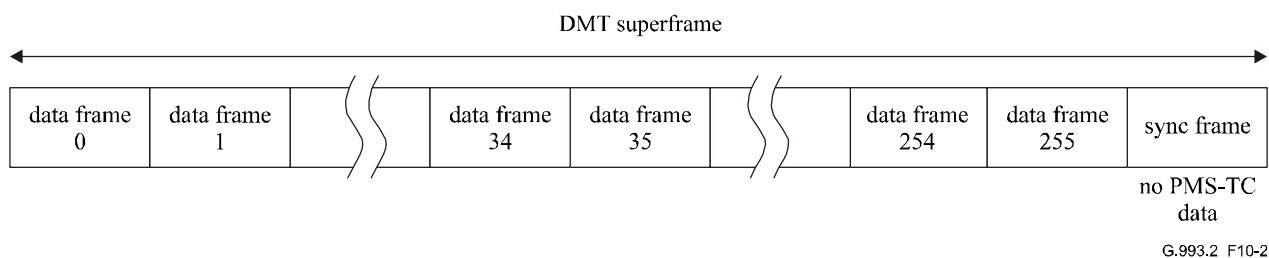 DMT superframe
data frame
0
data frame
1
data frame
34
data frame
35
data frame
254
data frame
255
sync frame
no PMS-TC
data
G.993.2 F10-2